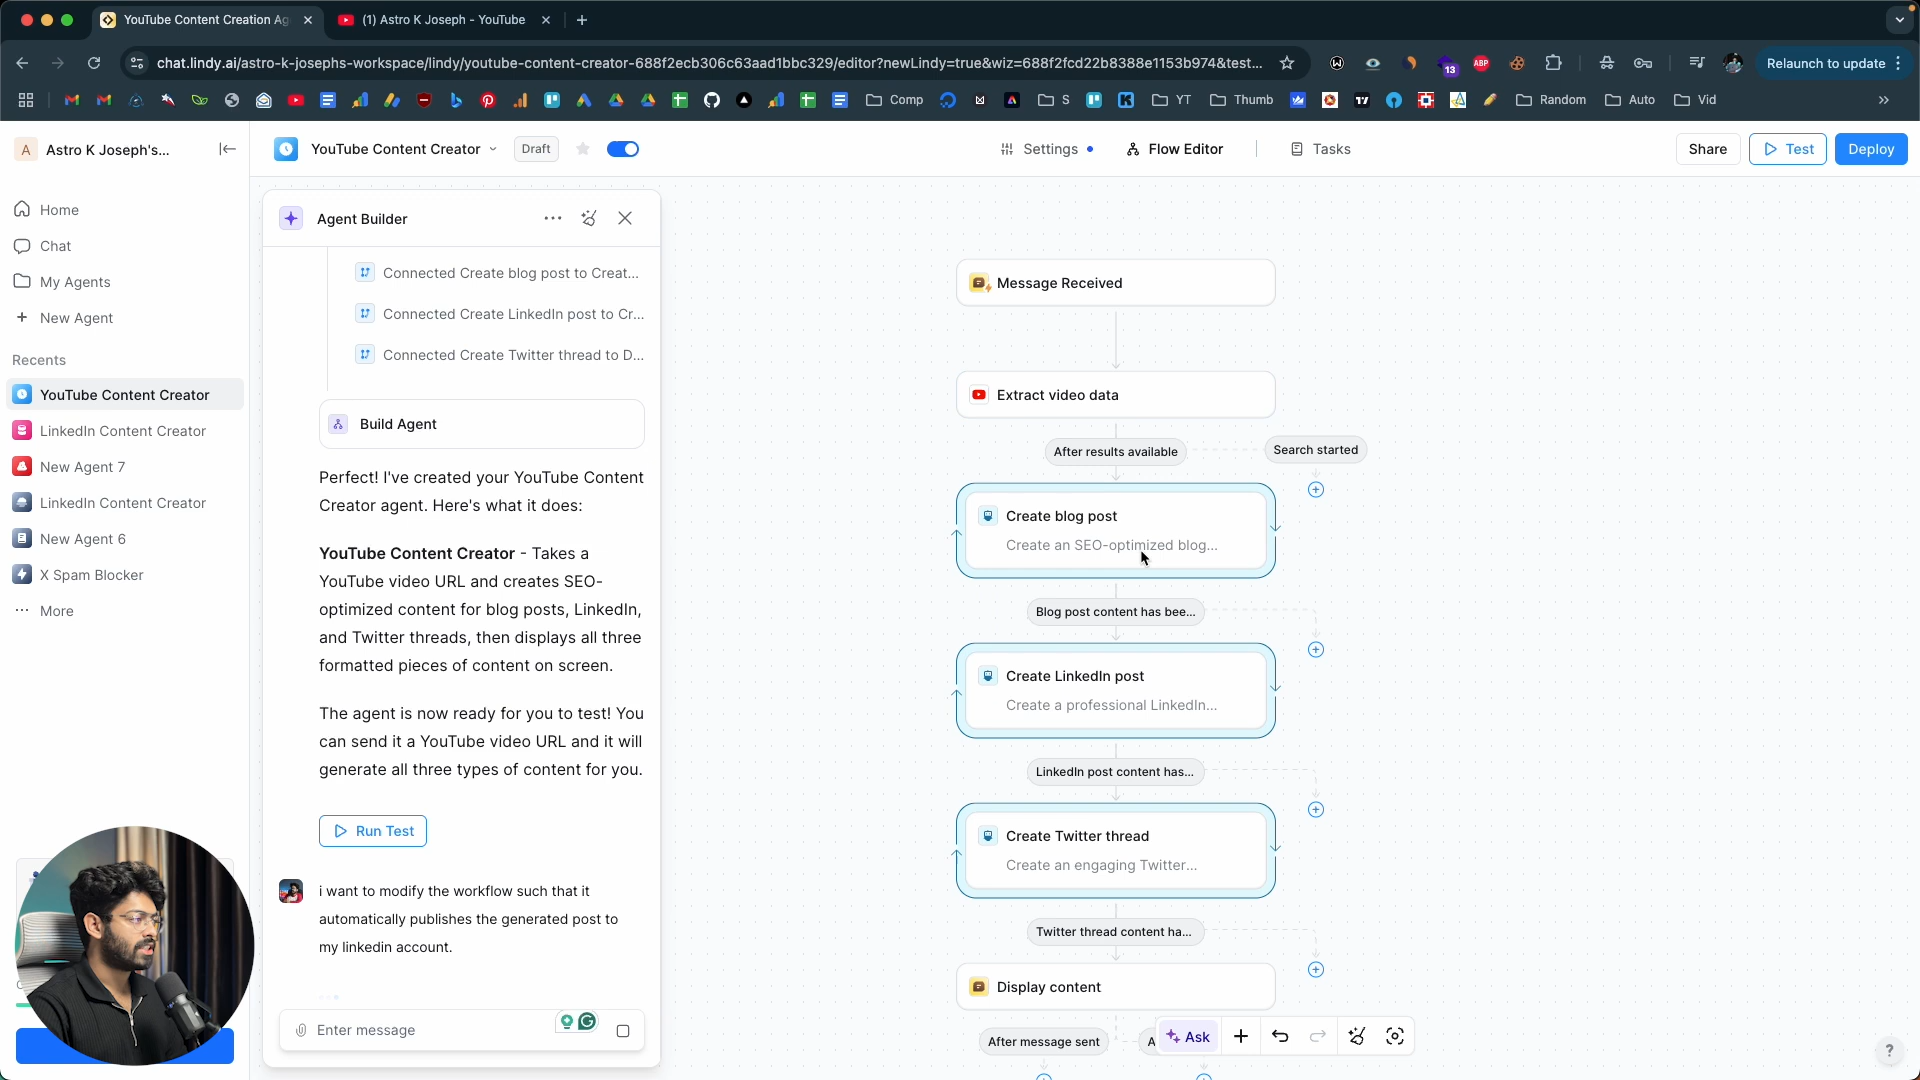 YouTube Content Creation Ag
(1) Astro K Joseph - YouTube
chat.lindy.ai/astro-k-josephs-workspace/lindy/youtube-content-creator-688f2ecb306c63aad1bbc329/editor?newLindy=true&wiz=688f2fcd22b8388e1153b974&test...
13
ABP
Relaunch to update
Comp
S
YT
Thumb
Random
Auto
Vid
A
Astro K Joseph's...
YouTube Content Creator
Draft
Settings
Flow Editor
Tasks
Share
Test
Deploy
Home
Chat
My Agents
New Agent
Recents
YouTube Content Creator
LinkedIn Content Creator
New Agent 7
LinkedIn Content Creator
New Agent 6
X Spam Blocker
More
Agent Builder
Connected Create blog post to Creat...
Connected Create LinkedIn post to Cr...
Connected Create Twitter thread to D...
Build Agent
Perfect! I've created your YouTube Content
Creator agent. Here's what it does:
YouTube Content Creator - Takes a
YouTube video URL and creates SEO-
optimized content for blog posts, LinkedIn,
and Twitter threads, then displays all three
formatted pieces of content on screen.
The agent is now ready for you to test! You
can send it a YouTube video URL and it will
generate all three types of content for you.
Run Test
i want to modify the workflow such that it
automatically publishes the generated post to
my linkedin account.
Enter message
Message Received
Extract video data
After results available
Search started
Create blog post
Create an SEO-optimized blog...
Blog post content has bee...
Create LinkedIn post
Create a professional LinkedIn...
LinkedIn post content has...
Create Twitter thread
Create an engaging Twitter...
Twitter thread content ha...
Display content
After message sent
A
Ask
?